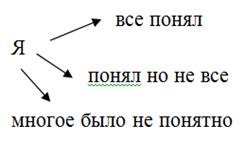 все понял
Я
понял но не все
многое было не понятно